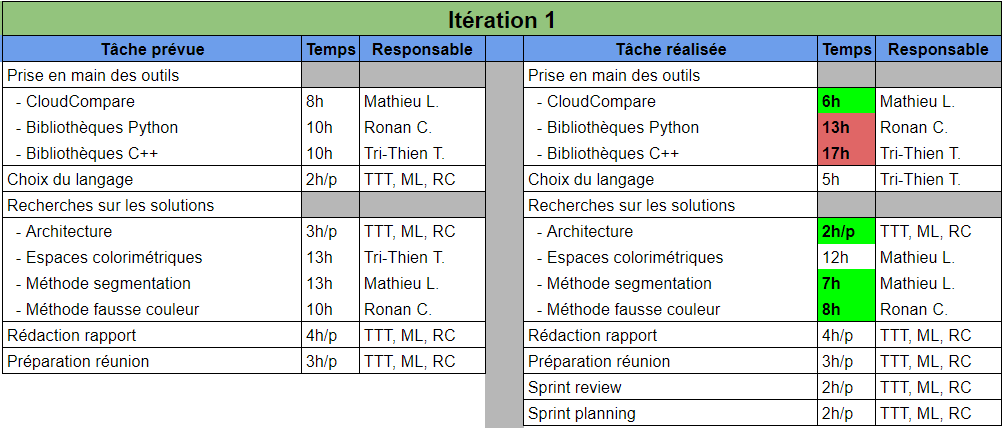 Itération 1
Tâche prévue Temps Responsable Tâche réalisée Temps Responsable
Prise en main des outils Prise en main des outils
- CloudCompare 8h Mathieu L. - CloudCompare 6h Mathieu L.
- Bibliothèques Python 10h Ronan C. - Bibliothèques Python 13h Ronan C.
- Bibliothèques C++ 10h Tri-Thien T. - Bibliothèques C++ 17h Tri-Thien T.
Choix du langage 2h/p TTT, ML, RC Choix du langage 5h Tri-Thien T.
Recherches sur les solutions Recherches sur les solutions
- Architecture 3h/p TTT, ML, RC - Architecture 2h/p TTT, ML, RC
- Espaces colorimétriques 13h Tri-Thien T. - Espaces colorimétriques 12h Mathieu L.
- Méthode segmentation 13h Mathieu L. - Méthode segmentation 7h Mathieu L.
- Méthode fausse couleur 10h Ronan C. - Méthode fausse couleur 8h Ronan C.
Rédaction rapport 4h/p TTT, ML, RC Rédaction rapport 4h/p TTT, ML, RC
Préparation réunion 3h/p TTT, ML, RC Préparation réunion 3h/p TTT, ML, RC
Sprint review 2h/p TTT, ML, RC
Sprint planning 2h/p TTT, ML, RC